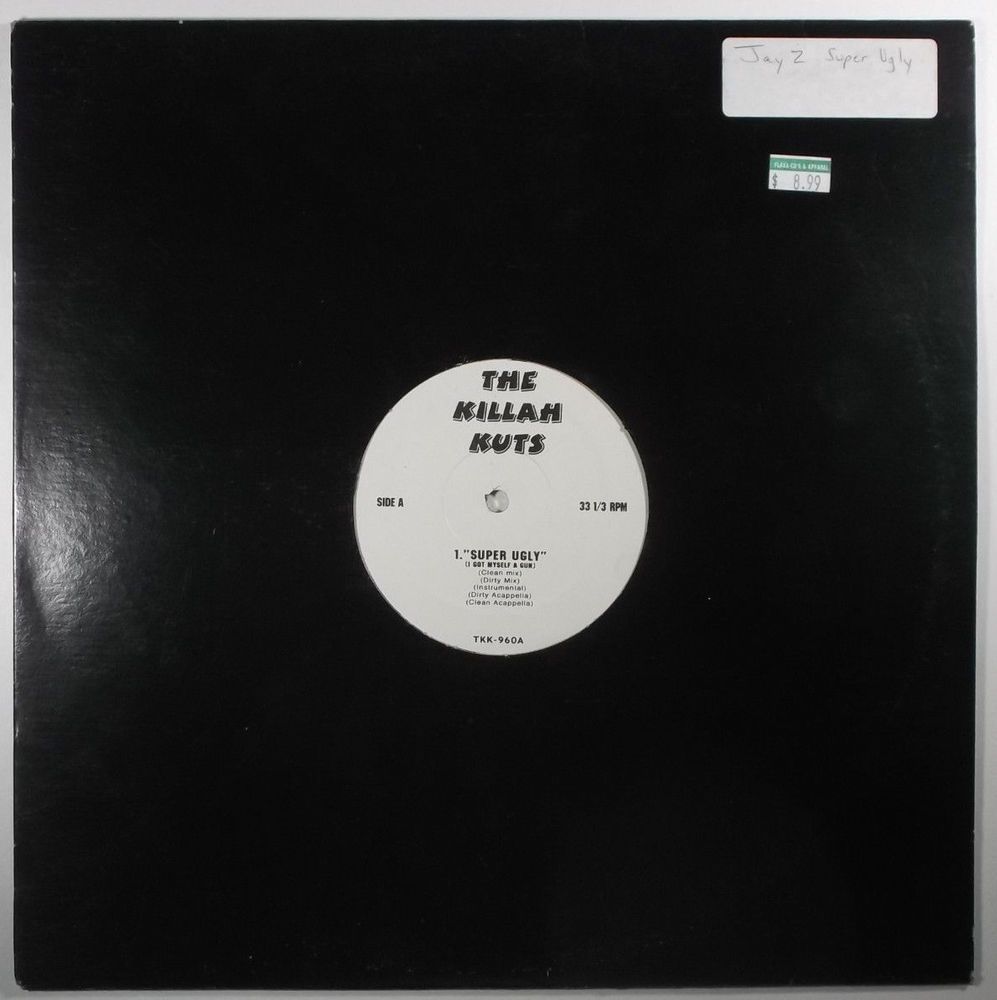 Jay Z Super Ugly
PLAZA CD'S & APPAREL
$ 8.99
THE
KILLAH
KUTS
SIDE A
33 1/3 RPM
1."SUPER UGLY"
(I GOT MYSELF A GUN)
(Clean mix)
(Dirty Mix)
(Instrumental)
(Dirty Acappella)
(Clean Acappella)
TKK-960A